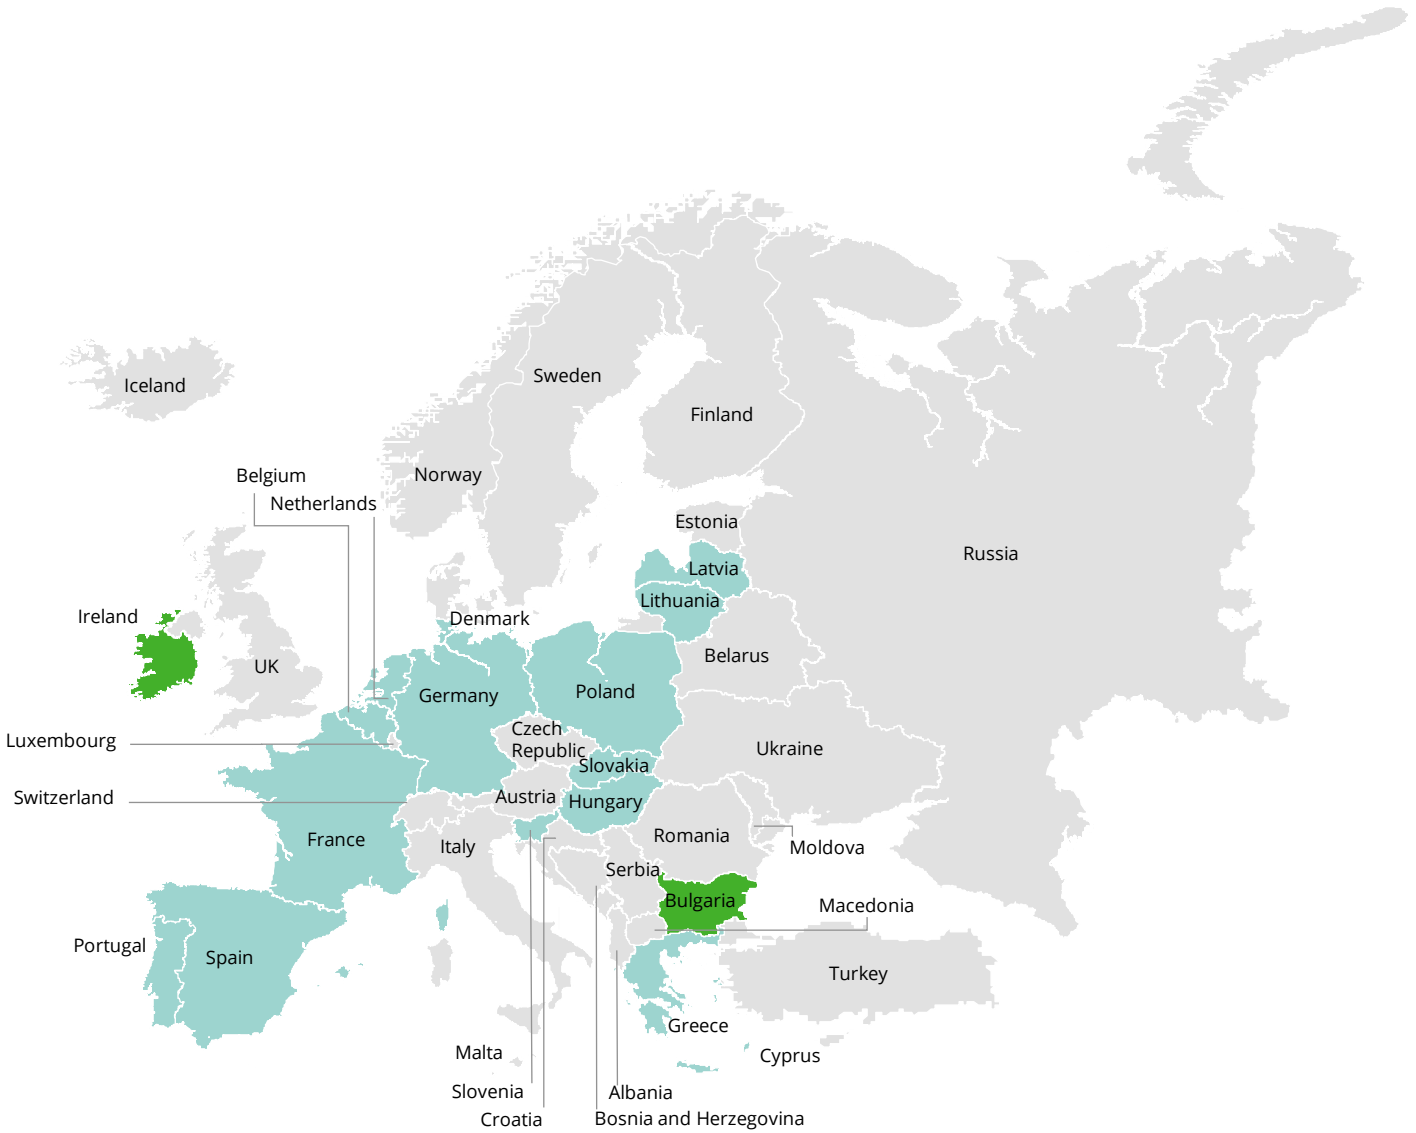 Iceland
Sweden
Finland
Norway
Belgium
Netherlands
Estonia
Russia
Latvia
Lithuania
Ireland
Denmark
UK
Belarus
Germany
Poland
Czech
Republic
Luxembourg
Ukraine
Slovakia
Switzerland
Austria
Hungary
France
Italy
Romania
Moldova
Serbia
Bulgaria
Macedonia
Portugal
Spain
Turkey
Greece
Malta
Cyprus
Slovenia
Albania
Croatia
Bosnia and Herzegovina